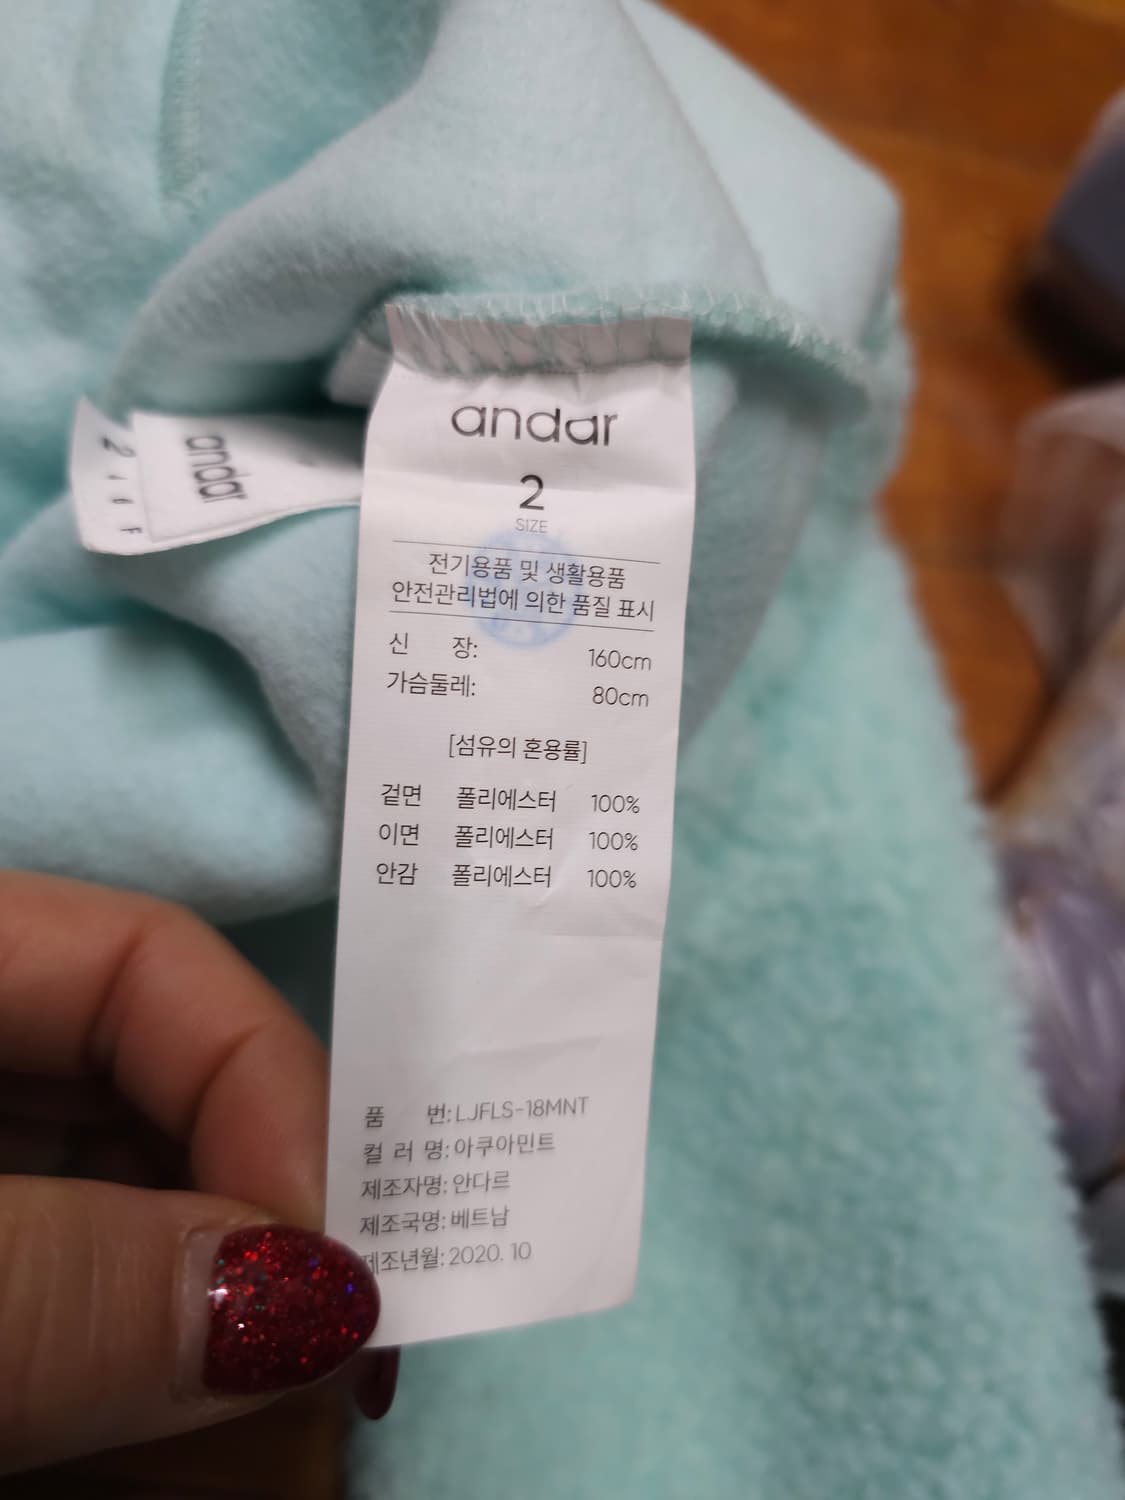 andar
2
SIZE
전기용품 및 생활용품
안전관리법에 의한 품질 표시
신 장: 160cm
가슴둘레: 80cm
[섬유의 혼용률]
겉면 폴리에스터 100%
이면 폴리에스터 100%
안감 폴리에스터 100%
품 번: LJFLS-18MNT
컬 러 명: 아쿠아민트
제조자명: 안다르
제조국명: 베트남
제조년월: 2020. 10
andar
2